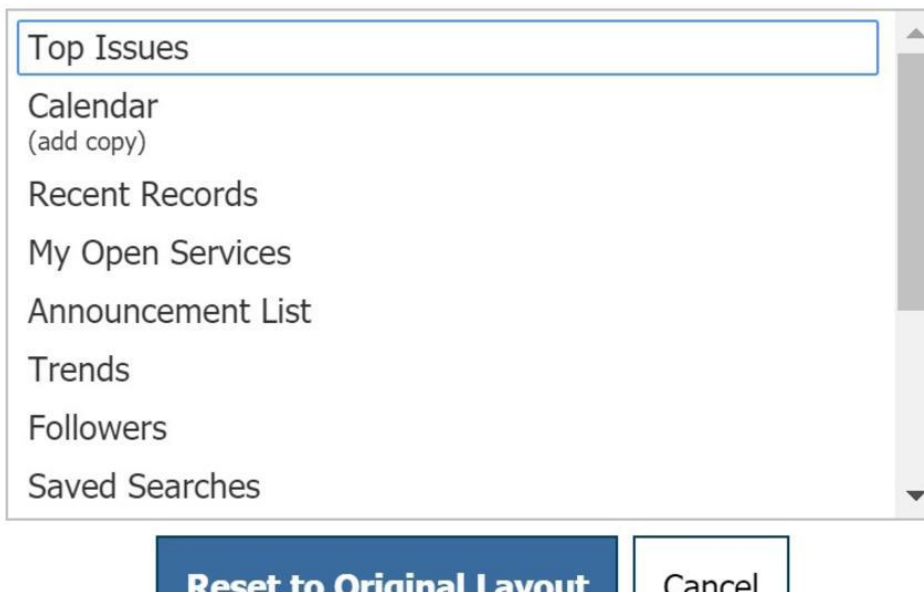 Top Issues
Calendar
(add copy)
Recent Records
My Open Services
Announcement List
Trends
Followers
Saved Searches
Reset to Original Layout
Cancel